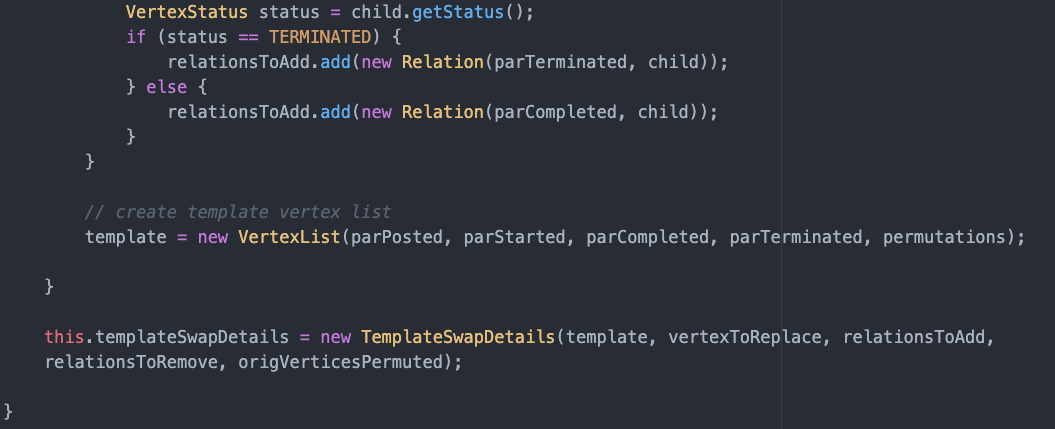 VertexStatus status = child.getStatus();
            if (status == TERMINATED) {
                relationsToAdd.add(new Relation(parTerminated, child));
            } else {
                relationsToAdd.add(new Relation(parCompleted, child));
            }
        }

        // create template vertex list
        template = new VertexList(parPosted, parStarted, parCompleted, parTerminated, permutations);

    }

    this.templateSwapDetails = new TemplateSwapDetails(template, vertexToReplace, relationsToAdd,
    relationsToRemove, origVerticesPermuted);

}